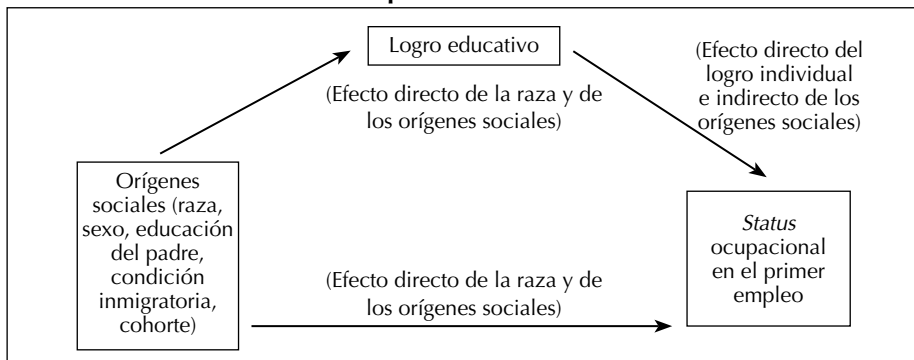 Logro educativo
(Efecto directo de la raza y de
los orígenes sociales)
(Efecto directo del
logro individual
e indirecto de los
orígenes sociales)
Orígenes
sociales (raza,
sexo, educación
del padre,
condición
inmigratoria,
cohorte)
(Efecto directo de la raza y de
los orígenes sociales)
Status
ocupacional
en el primer
empleo